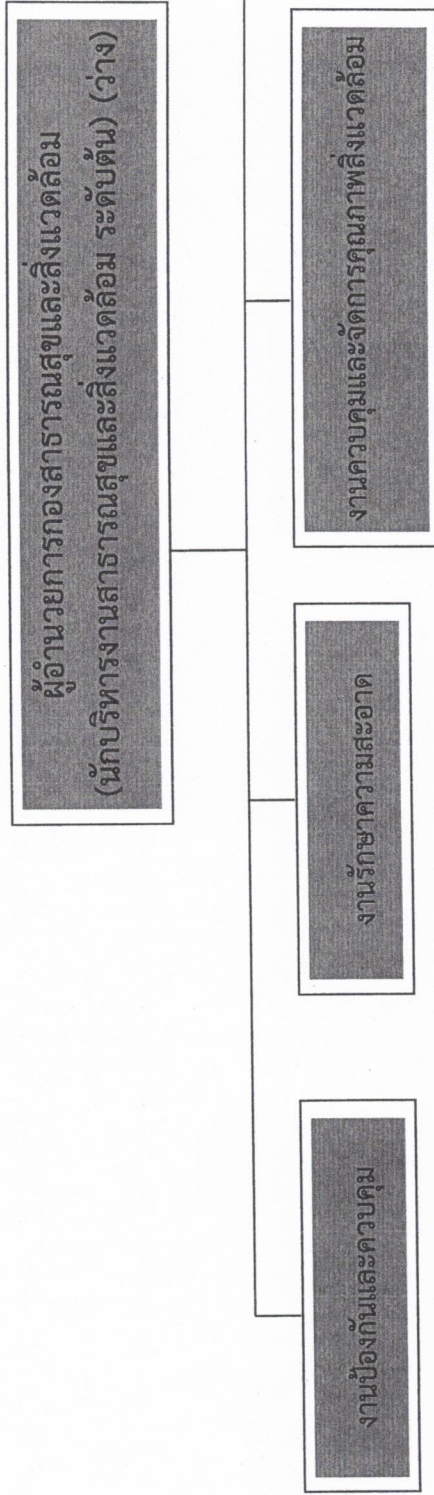 ผู้อำนวยการกองสาธารณสุขและสิ่งแวดล้อม
(นักบริหารงานสาธารณสุขและสิ่งแวดล้อม ระดับต้น) (ว่าง)
งานป้องกันและควบคุม
งานรักษาความสะอาด
งานควบคุมและจัดการคุณภาพสิ่งแวดล้อม